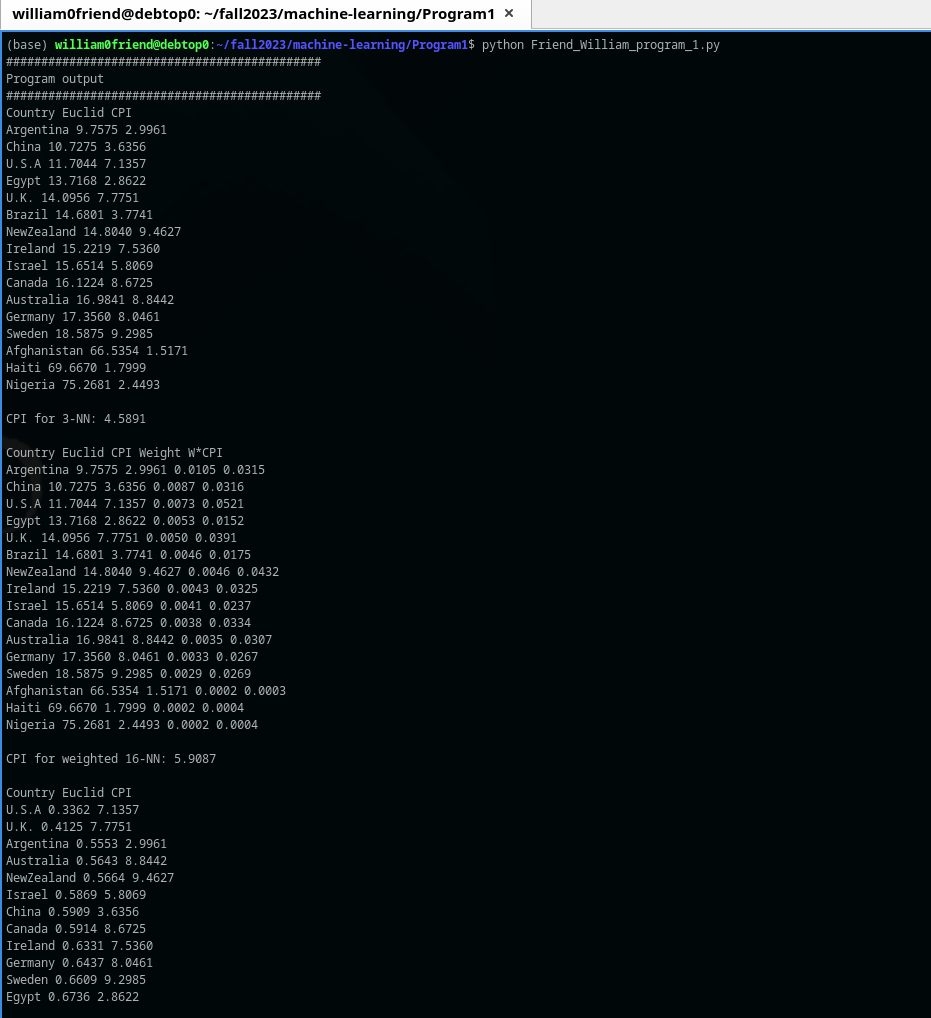 william0friend@debtop0: ~/fall2023/machine-learning/Program1 ×
(base) william0friend@debtop0:~/fall2023/machine-learning/Program1$ python Friend_William_program_1.py
#############################################
Program output
#############################################
Country Euclid CPI
Argentina 9.7575 2.9961
China 10.7275 3.6356
U.S.A 11.7044 7.1357
Egypt 13.7168 2.8622
U.K. 14.0956 7.7751
Brazil 14.6801 3.7741
NewZealand 14.8040 9.4627
Ireland 15.2219 7.5360
Israel 15.6514 5.8069
Canada 16.1224 8.6725
Australia 16.9841 8.8442
Germany 17.3560 8.0461
Sweden 18.5875 9.2985
Afghanistan 66.5354 1.5171
Haiti 69.6670 1.7999
Nigeria 75.2681 2.4493
CPI for 3-NN: 4.5891
Country Euclid CPI Weight W*CPI
Argentina 9.7575 2.9961 0.0105 0.0315
China 10.7275 3.6356 0.0087 0.0316
U.S.A 11.7044 7.1357 0.0073 0.0521
Egypt 13.7168 2.8622 0.0053 0.0152
U.K. 14.0956 7.7751 0.0050 0.0391
Brazil 14.6801 3.7741 0.0046 0.0175
NewZealand 14.8040 9.4627 0.0046 0.0432
Ireland 15.2219 7.5360 0.0043 0.0325
Israel 15.6514 5.8069 0.0041 0.0237
Canada 16.1224 8.6725 0.0038 0.0334
Australia 16.9841 8.8442 0.0035 0.0307
Germany 17.3560 8.0461 0.0033 0.0267
Sweden 18.5875 9.2985 0.0029 0.0269
Afghanistan 66.5354 1.5171 0.0002 0.0003
Haiti 69.6670 1.7999 0.0002 0.0004
Nigeria 75.2681 2.4493 0.0002 0.0004
CPI for weighted 16-NN: 5.9087
Country Euclid CPI
U.S.A 0.3362 7.1357
U.K. 0.4125 7.7751
Argentina 0.5553 2.9961
Australia 0.5643 8.8442
NewZealand 0.5664 9.4627
Israel 0.5869 5.8069
China 0.5909 3.6356
Canada 0.5914 8.6725
Ireland 0.6331 7.5360
Germany 0.6437 8.0461
Sweden 0.6609 9.2985
Egypt 0.6736 2.8622